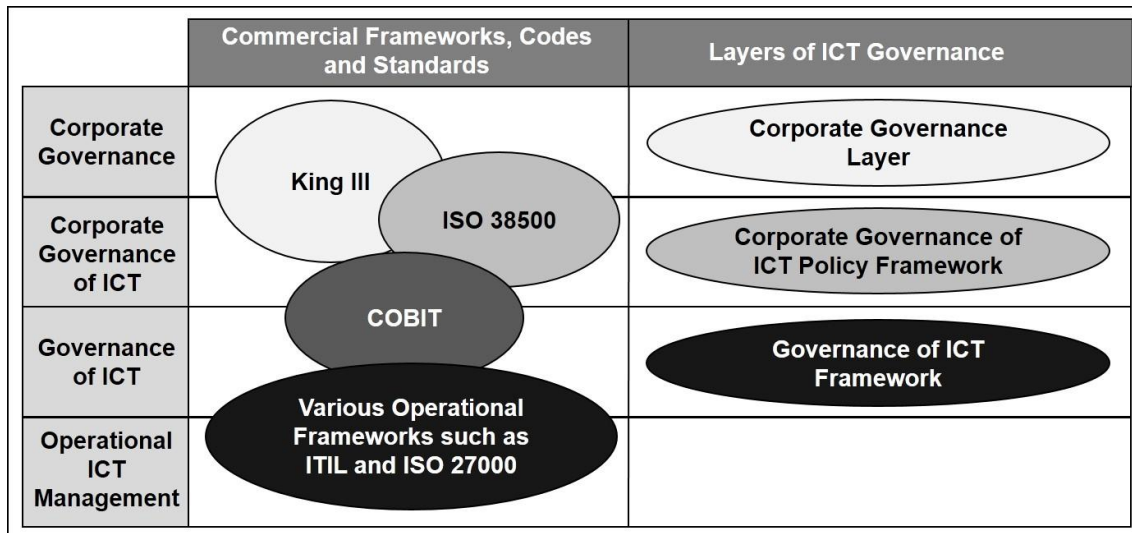 Commercial Frameworks, Codes
and Standards
Layers of ICT Governance
Corporate
Governance
King III
Corporate Governance
Layer
Corporate
Governance
of ICT
ISO 38500
Corporate Governance of
ICT Policy Framework
Governance
of ICT
COBIT
Governance of ICT
Framework
Operational
ICT
Management
Various Operational
Frameworks such as
ITIL and ISO 27000